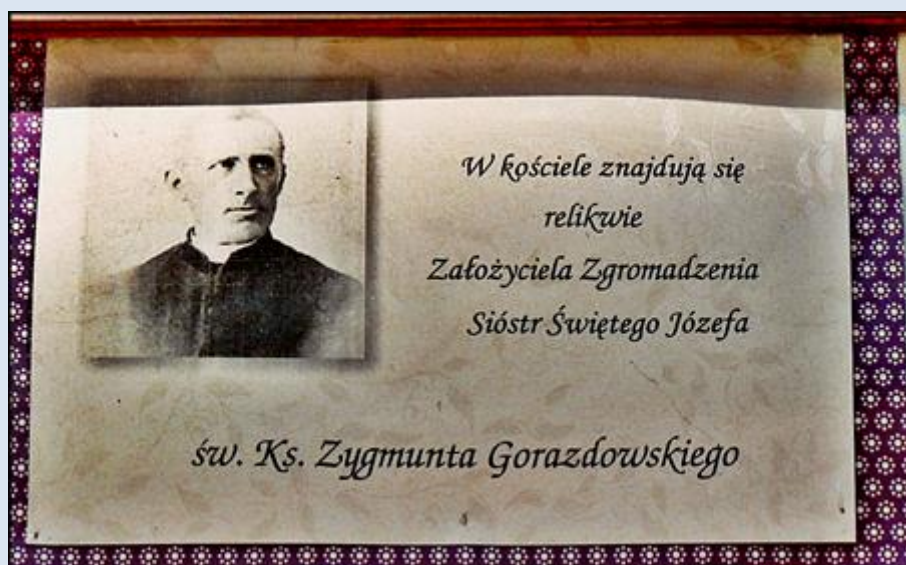 W kościele znajdują się
relikwie
Założyciela Zgromadzenia
Sióstr Świętego Józefa
św. Ks. Zygmunta Gorazdowskiego